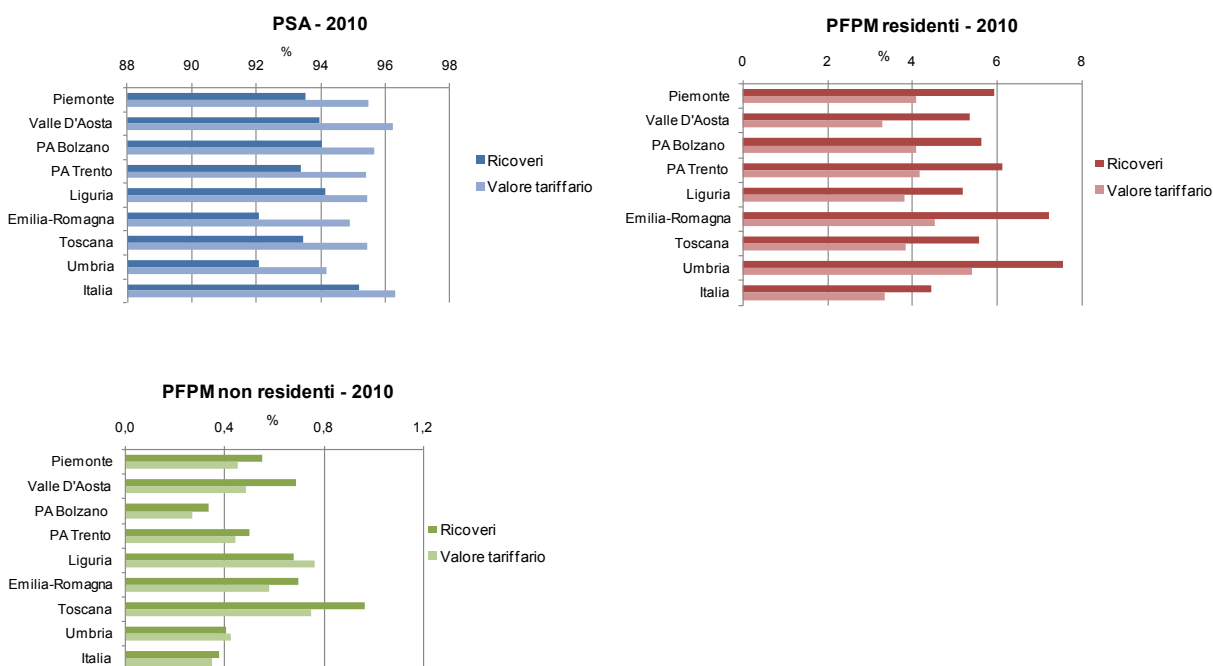 PSA - 2010
%
88 90 92 94 96 98
Piemonte
Valle D'Aosta
PA Bolzano
PA Trento
Liguria
Emilia-Romagna
Toscana
Umbria
Italia
Ricoveri
Valore tariffario
PFPM residenti - 2010
0 2 4 6 8
%
Piemonte
Valle D'Aosta
PA Bolzano
PA Trento
Liguria
Emilia-Romagna
Toscana
Umbria
Italia
Ricoveri
Valore tariffario
PFPM non residenti - 2010
0,0 0,4 % 0,8 1,2
Piemonte
Valle D'Aosta
PA Bolzano
PA Trento
Liguria
Emilia-Romagna
Toscana
Umbria
Italia
Ricoveri
Valore tariffario